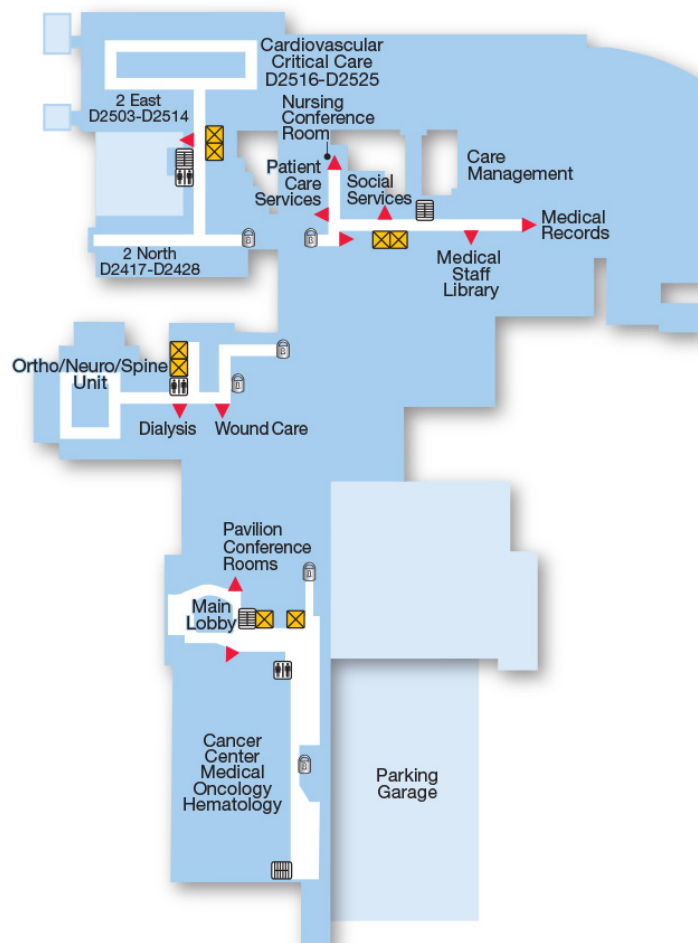 Cardiovascular
Critical Care
D2516-D2525
2 East
D2503-D2514
Nursing
Conference
Room
Patient
Care
Services
Social
Services
Care
Management
Medical
Records
Medical
Staff
Library
2 North
D2417-D2428
Ortho/Neuro/Spine
Unit
Dialysis
Wound Care
Pavilion
Conference
Rooms
Main
Lobby
Cancer
Center
Medical
Oncology
Hematology
Parking
Garage